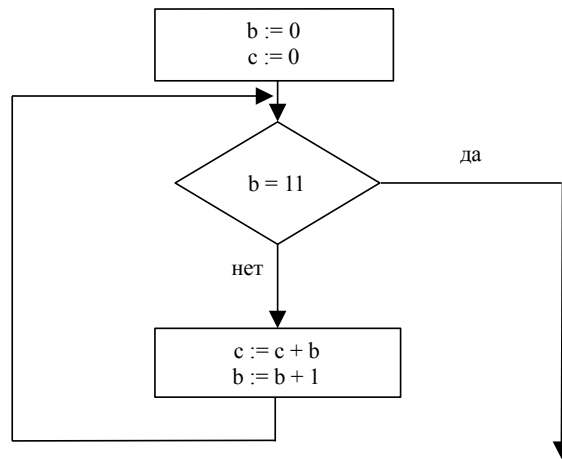 b := 0
c := 0
b = 11
да
нет
c := c + b
b := b + 1